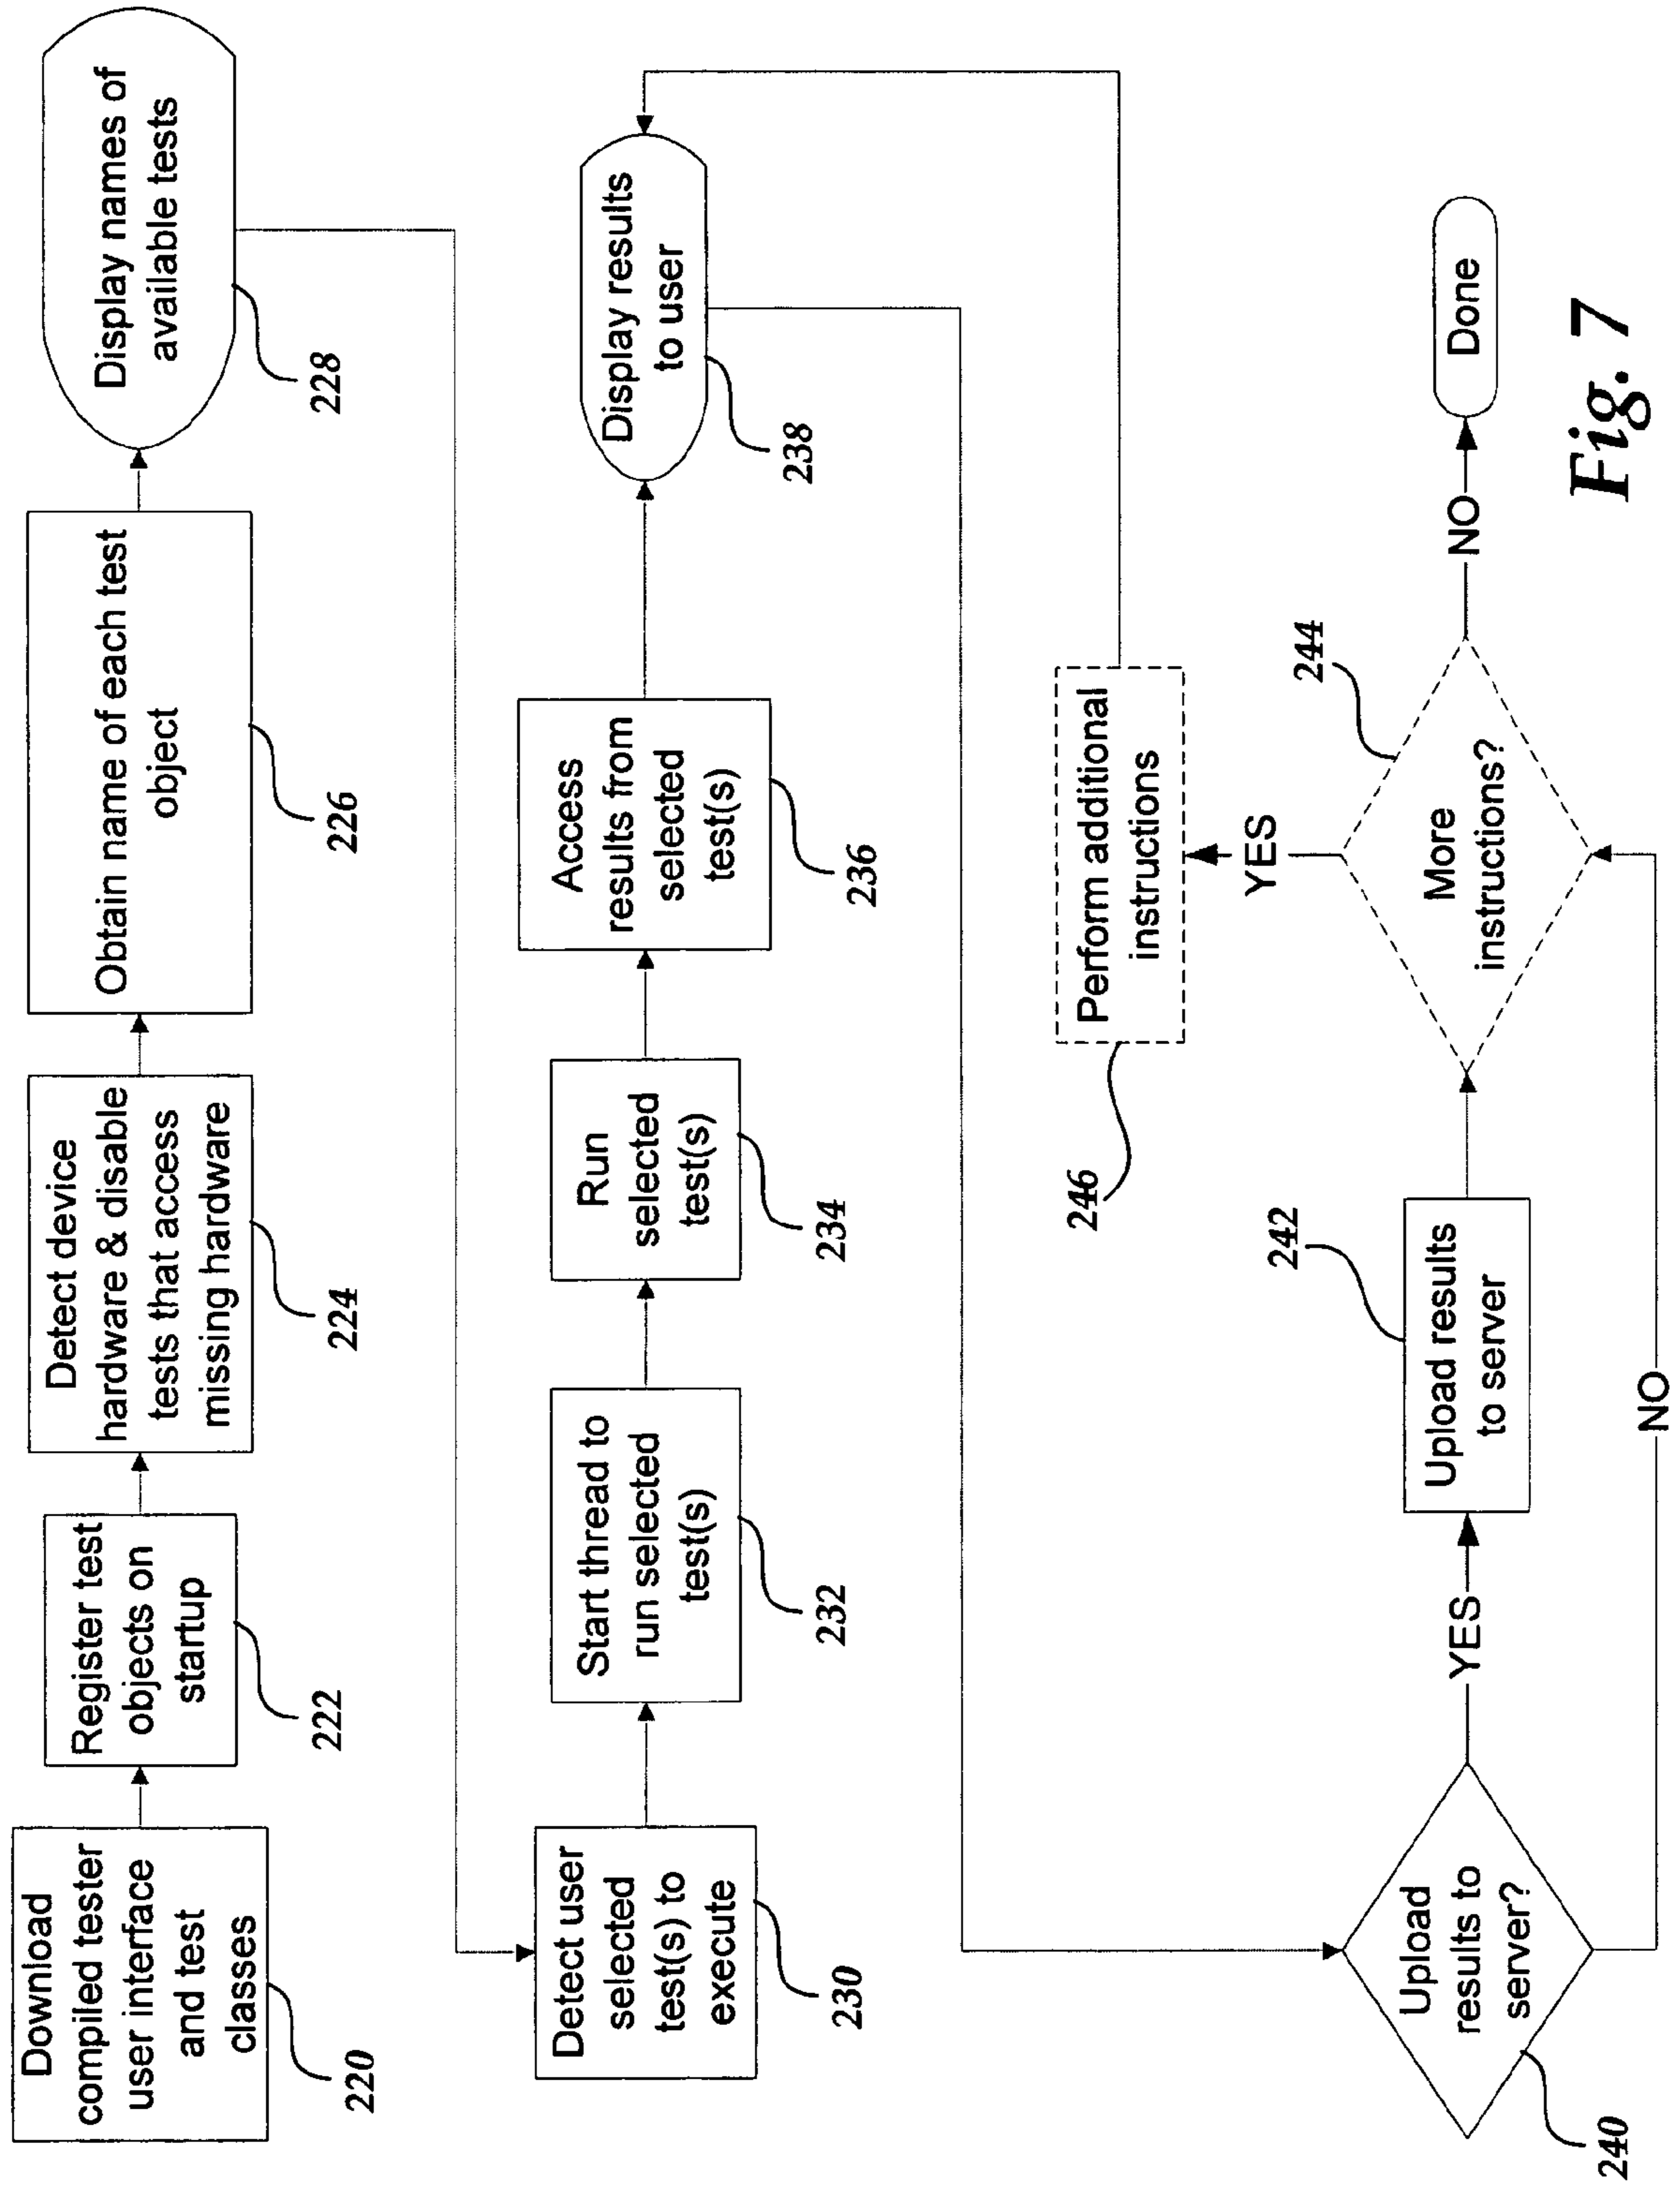 Download
compiled tester
user interface
and test
classes
220
Register test
objects on
startup
222
Detect device
hardware & disable
tests that access
missing hardware
224
Obtain name of each test
object
226
Display names of
available tests
228
Detect user
selected
test(s) to
execute
230
Start thread to
run selected
test(s)
232
Run
selected
test(s)
234
Access
results from
selected
test(s)
236
Display results
to user
238
Perform additional
instructions
246
Upload
results to
server?
240
YES
NO
Upload results
to server
242
More
instructions?
244
YES
NO
Done
Fig. 7